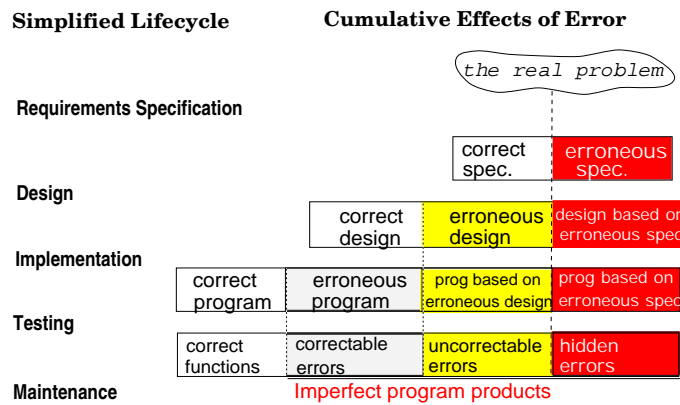 Simplified Lifecycle
Cumulative Effects of Error
the real problem
Requirements Specification
correct
spec.
erroneous
spec.
Design
correct
design
erroneous
design
design based on
erroneous spec
Implementation
correct
program
erroneous
program
prog based on
erroneous design
prog based on
erroneous spec
Testing
correct
functions
correctable
errors
uncorrectable
errors
hidden
errors
Maintenance
Imperfect program products